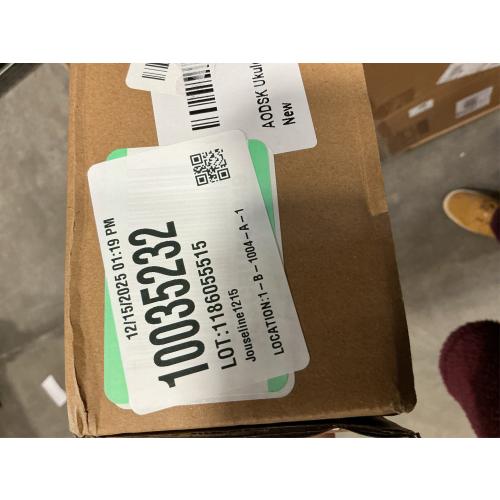 AODSK Ukul
New
12/15/2025 01:19 PM
10035232
LOT:1186055515
Jouseline1215
LOCATION:1-B-1004-A-1